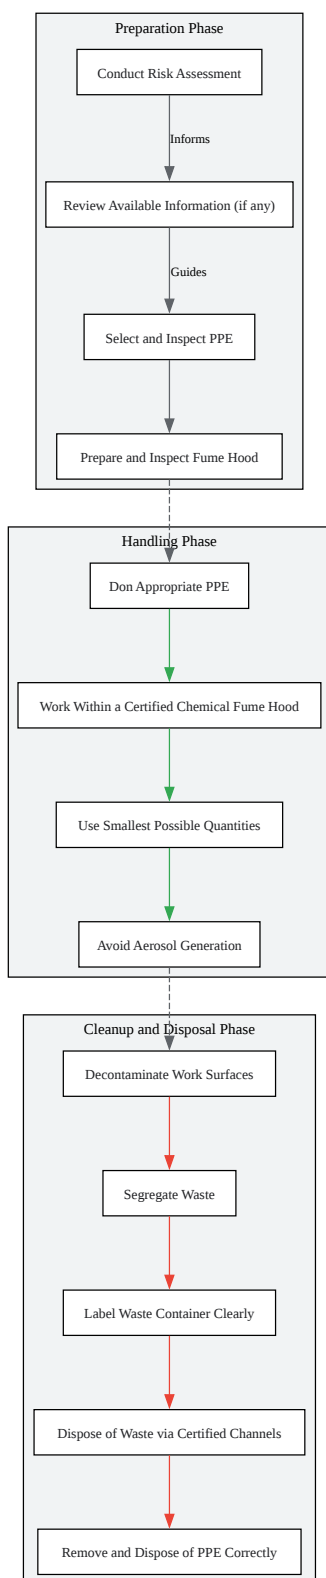 Preparation Phase
Conduct Risk Assessment
Informs
Review Available Information (if any)
Guides
Select and Inspect PPE
Prepare and Inspect Fume Hood
Handling Phase
Don Appropriate PPE
Work Within a Certified Chemical Fume Hood
Use Smallest Possible Quantities
Avoid Aerosol Generation
Cleanup and Disposal Phase
Decontaminate Work Surfaces
Segregate Waste
Label Waste Container Clearly
Dispose of Waste via Certified Channels
Remove and Dispose of PPE Correctly